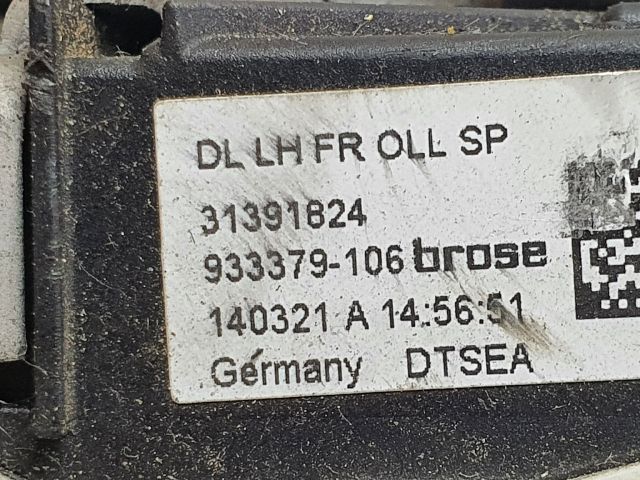 DL LH FR OLL SP
31391824
933379-106 brose
140321 A 14:56:51
Germany DTSEA